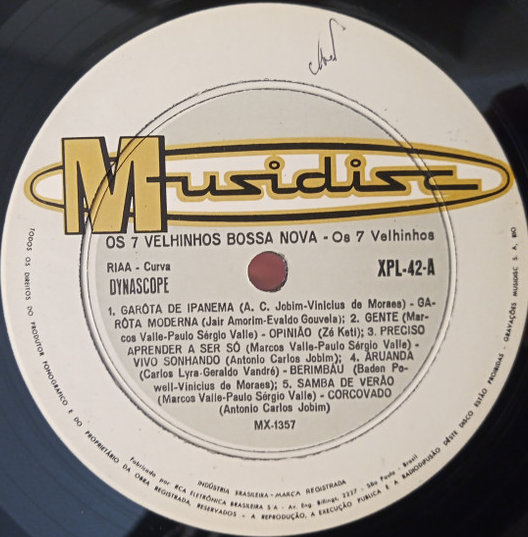 Musidisc
OS 7 VELHINHOS BOSSA NOVA - Os 7 Velhinhos
RIAA - Curva
XPL-42-A
DYNASCOPE
1. GARÔTA DE IPANEMA (A. C. Jobim-Vinicius de Moraes) - GA-
RÔTA MODERNA (Jair Amorim-Evaldo Gouvela); 2. GENTE (Mar-
cos Valle-Paulo Sérgio Valle) - OPINIÃO (Zé Keti); 3. PRECISO
APRENDER A SER SÓ (Marcos Valle-Paulo Sérgio Valle) -
VIVO SONHANDO (Antonio Carlos Jobim); 4. ARUANDA
(Carlos Lyra-Geraldo Vandré) - BERIMBAU (Baden Po-
well-Vinicius de Moraes); 5. SAMBA DE VERÃO
(Marcos Valle-Paulo Sérgio Valle) - CORCOVADO
(Antonio Carlos Jobim)
MX-1357
INDÚSTRIA BRASILEIRA - MARCA REGISTRADA
Fabricado por RCA ELETRÔNICA BRASILEIRA S.A. - Av. Eng. Billings, 2227 - São Paulo - Brasil
TODOS OS DIREITOS DO PRODUTOR FONOGRÁFICO E DO PROPRIETÁRIO DA OBRA REGISTRADA, RESERVADOS - A REPRODUÇÃO, A EXECUÇÃO PÚBLICA E A RADIODIFUSÃO DÊSTE DISCO ESTÃO PROIBIDAS - GRAVAÇÕES MUSIDISC S. A. RIO